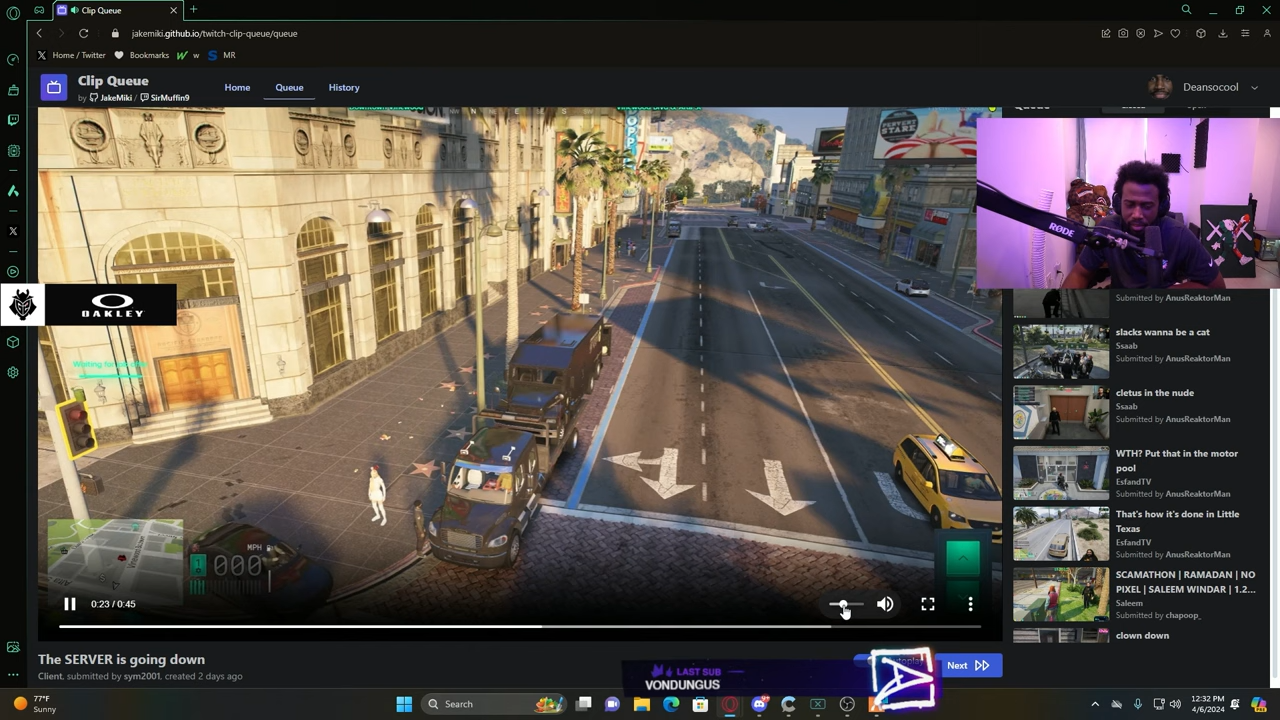 Clip Queue
jakemiki.github.io/twitch-clip-queue/queue
Home / Twitter
Bookmarks
w
MR
Clip Queue
by JakeMiki / SirMuffin9
Home
Queue
History
Deansocool
RØDE
OAKLEY
MPH
000
0:23 / 0:45
Submitted by AnusReaktorMan
slacks wanna be a cat
Ssaab
Submitted by AnusReaktorMan
cletus in the nude
Ssaab
Submitted by AnusReaktorMan
WTH? Put that in the motor
pool
EsfandTV
Submitted by AnusReaktorMan
That's how it's done in Little
Texas
EsfandTV
Submitted by AnusReaktorMan
SCAMATHON | RAMADAN | NO
PIXEL | SALEEM WINDAR | 1.2...
Saleem
Submitted by chapoop_
clown down
The SERVER is going down
Client, submitted by sym2001, created 2 days ago
Next
LAST SUB
VONDUNGUS
77°F
Sunny
Search
12:32 PM
4/6/2024